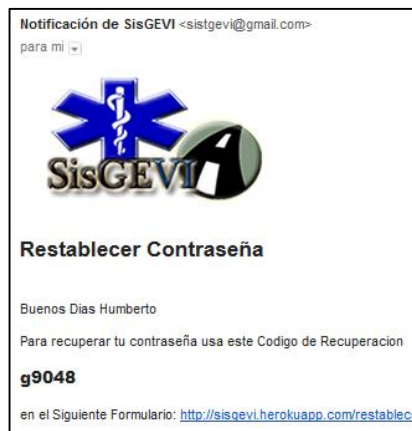 Notificación de SisGEVI <sistgevi@gmail.com>
para mi
SisGEVI
Restablecer Contraseña
Buenos Dias Humberto
Para recuperar tu contraseña usa este Codigo de Recuperacion
g9048
en el Siguiente Formulario: http://sisgevi.herokuapp.com/restablec